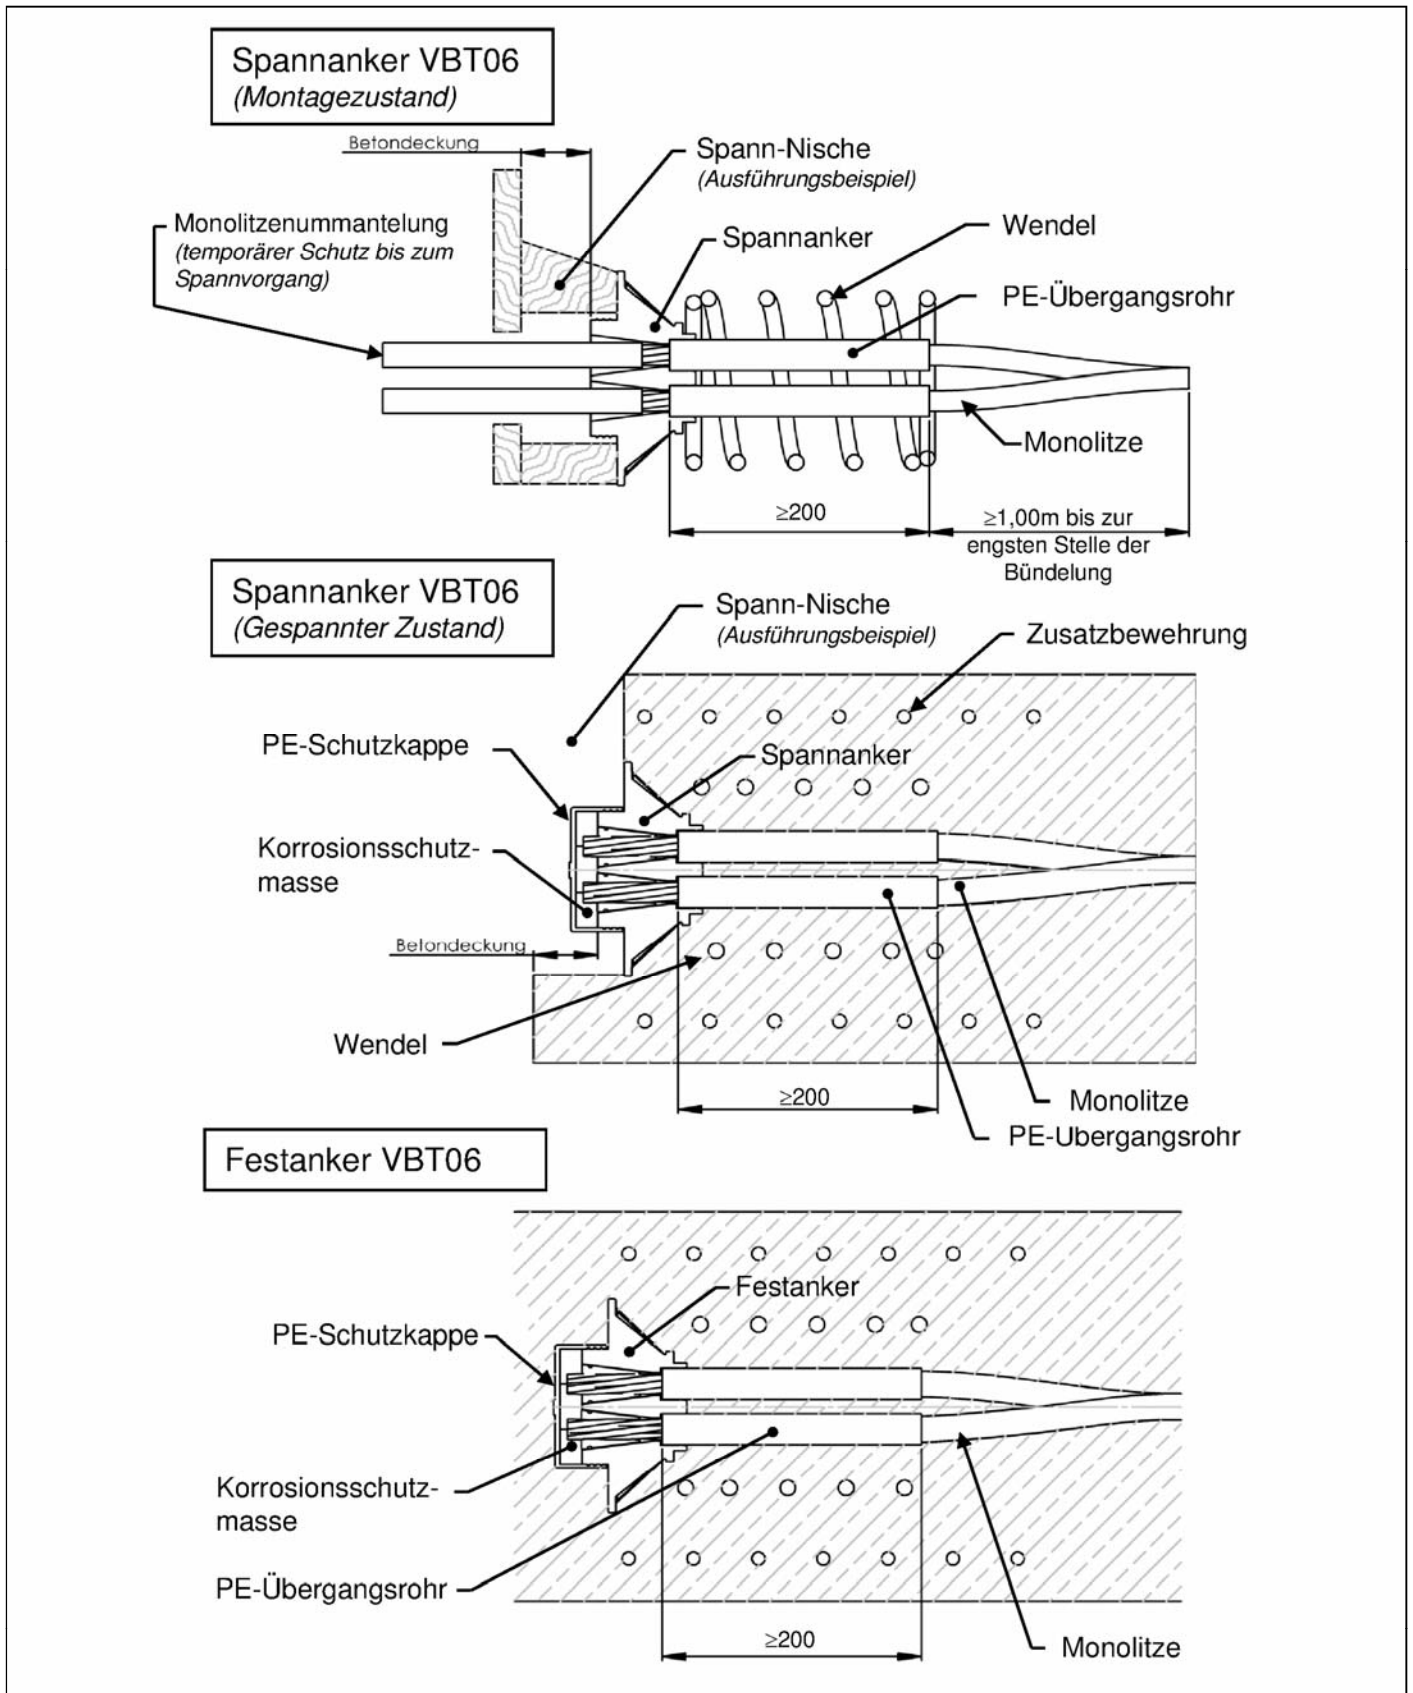 Spannanker VBT06
(Montagezustand)
Betondeckung
Spann-Nische
(Ausführungsbeispiel)
Monolitzenummantelung
(temporärer Schutz bis zum
Spannvorgang)
Spannanker
Wendel
PE-Übergangsrohr
Monolitze
≥200
≥1,00m bis zur
engsten Stelle der
Bündelung
Spannanker VBT06
(Gespannter Zustand)
Spann-Nische
(Ausführungsbeispiel)
Zusatzbewehrung
PE-Schutzkappe
Spannanker
Korrosionsschutz-
masse
Betondeckung
Wendel
≥200
Monolitze
PE-Ubergangsrohr
Festanker VBT06
Festanker
PE-Schutzkappe
Korrosionsschutz-
masse
PE-Übergangsrohr
≥200
Monolitze